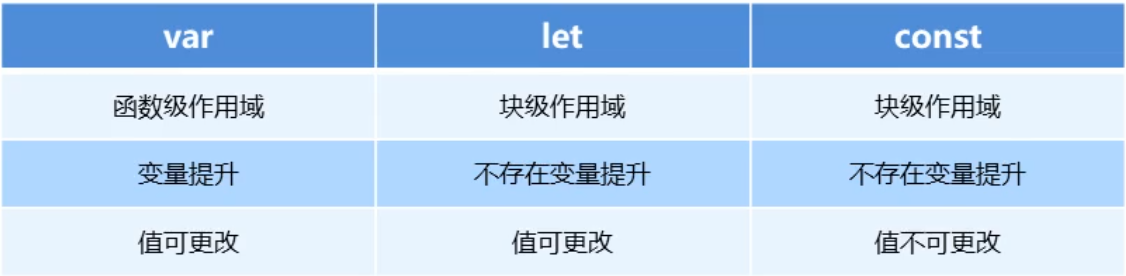 var let const
函数级作用域 块级作用域 块级作用域
变量提升 不存在变量提升 不存在变量提升
值可更改 值可更改 值不可更改